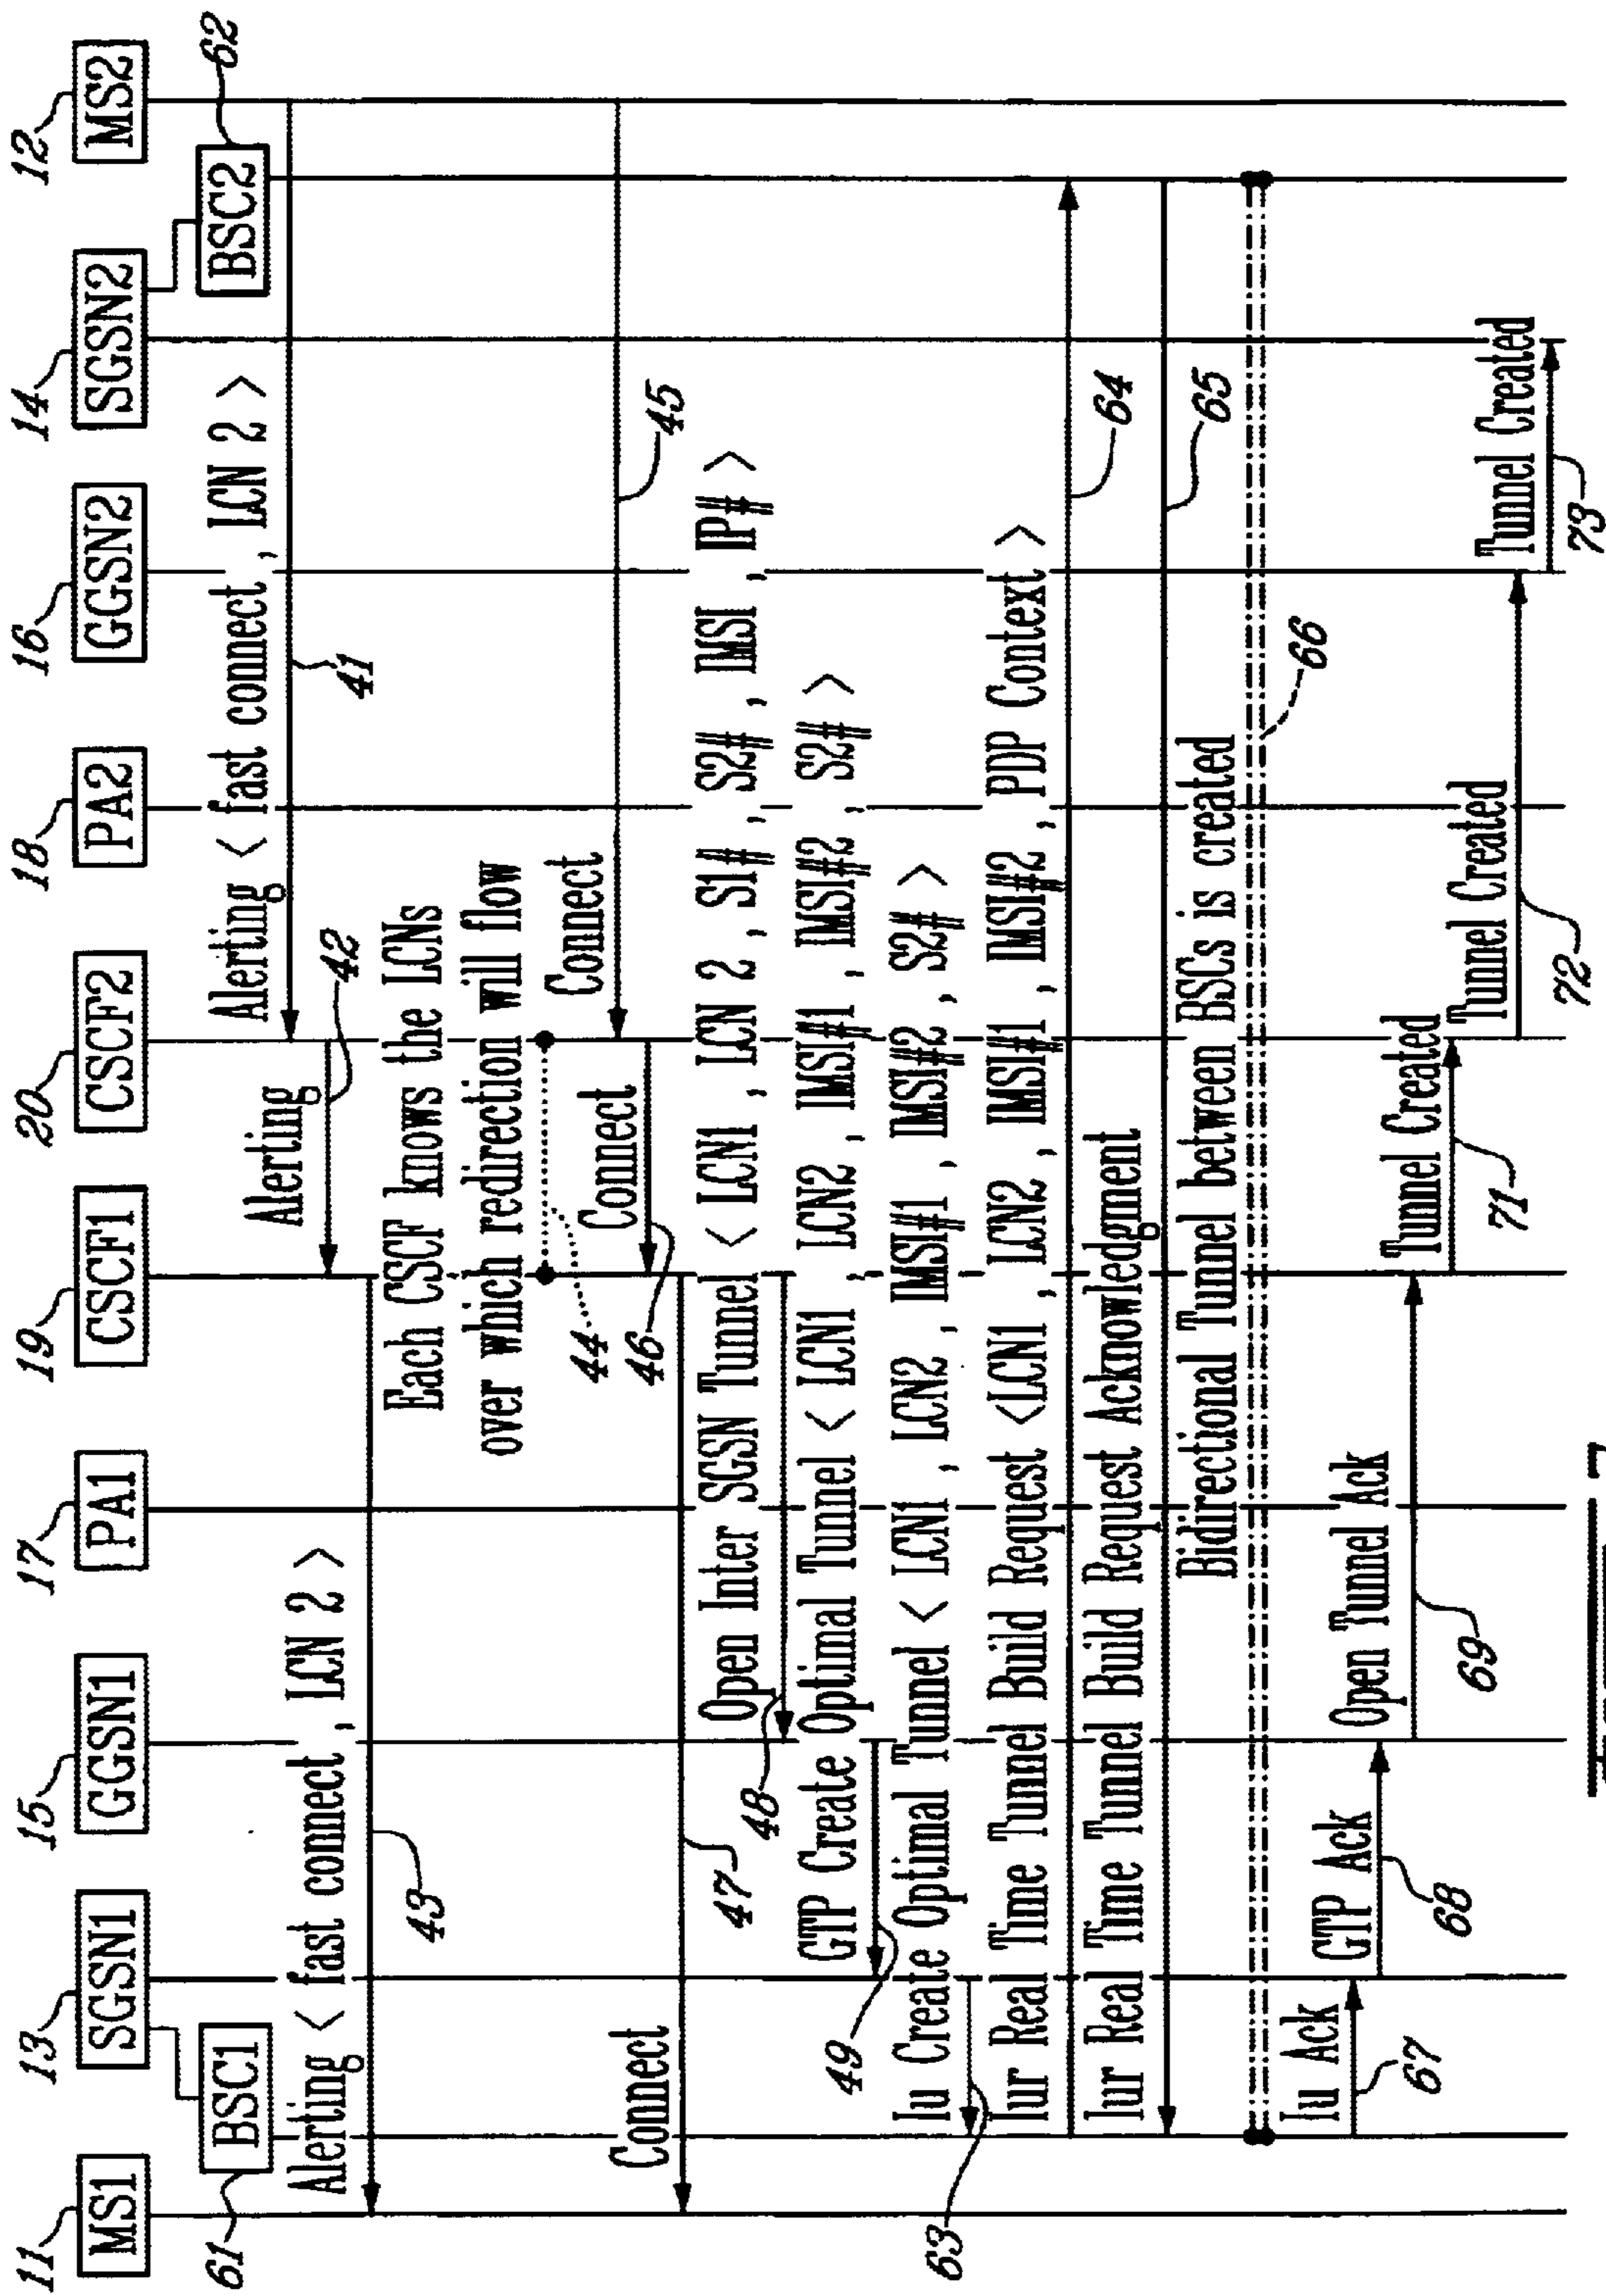 11
13
15
17
19
20
18
16
14
12
MS1
SGSN1
GGSN1
PA1
CSCF1
CSCF2
PA2
GGSN2
SGSN2
MS2
61
BSC1
BSC2
62
Alerting < fast connect , LCN 2 >
41
Alerting
42
Alerting < fast connect , LCN 2 >
43
Each CSCF knows the LCNs
over which redirection will flow
44
Connect
45
Connect
46
Connect
47
Open Inter SGSN Tunnel < LCN1 , LCN 2 , S1# , S2# , IMSI , IP# >
48
GTP Create Optimal Tunnel < LCN1 , LCN2 , IMSI#1 , IMSI#2 , S2# >
49
Iu Create Optimal Tunnel < LCN1 , LCN2 , IMSI#1 , IMSI#2 , S2# >
63
Iur Real Time Tunnel Build Request <LCN1 , LCN2 , IMSI#1 , IMSI#2 , PDP Context >
64
Iur Real Time Tunnel Build Request Acknowledgment
65
Bidirectional Tunnel between BSCs is created
66
Iu Ack
67
GTP Ack
68
Open Tunnel Ack
69
Tunnel Created
71
Tunnel Created
72
Tunnel Created
73